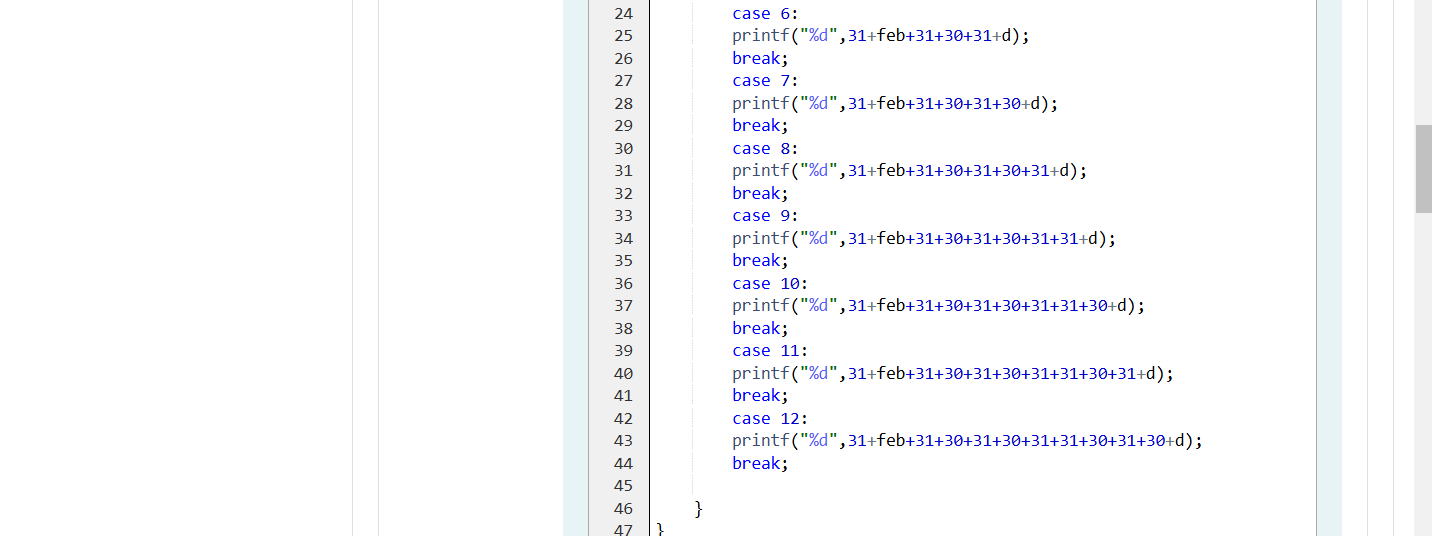 24 case 6:
25 printf("%d",31+feb+31+30+31+d);
26 break;
27 case 7:
28 printf("%d",31+feb+31+30+31+30+d);
29 break;
30 case 8:
31 printf("%d",31+feb+31+30+31+30+31+d);
32 break;
33 case 9:
34 printf("%d",31+feb+31+30+31+30+31+31+d);
35 break;
36 case 10:
37 printf("%d",31+feb+31+30+31+30+31+31+30+d);
38 break;
39 case 11:
40 printf("%d",31+feb+31+30+31+30+31+31+30+31+d);
41 break;
42 case 12:
43 printf("%d",31+feb+31+30+31+30+31+31+30+31+30+d);
44 break;
45
46 }
47 }